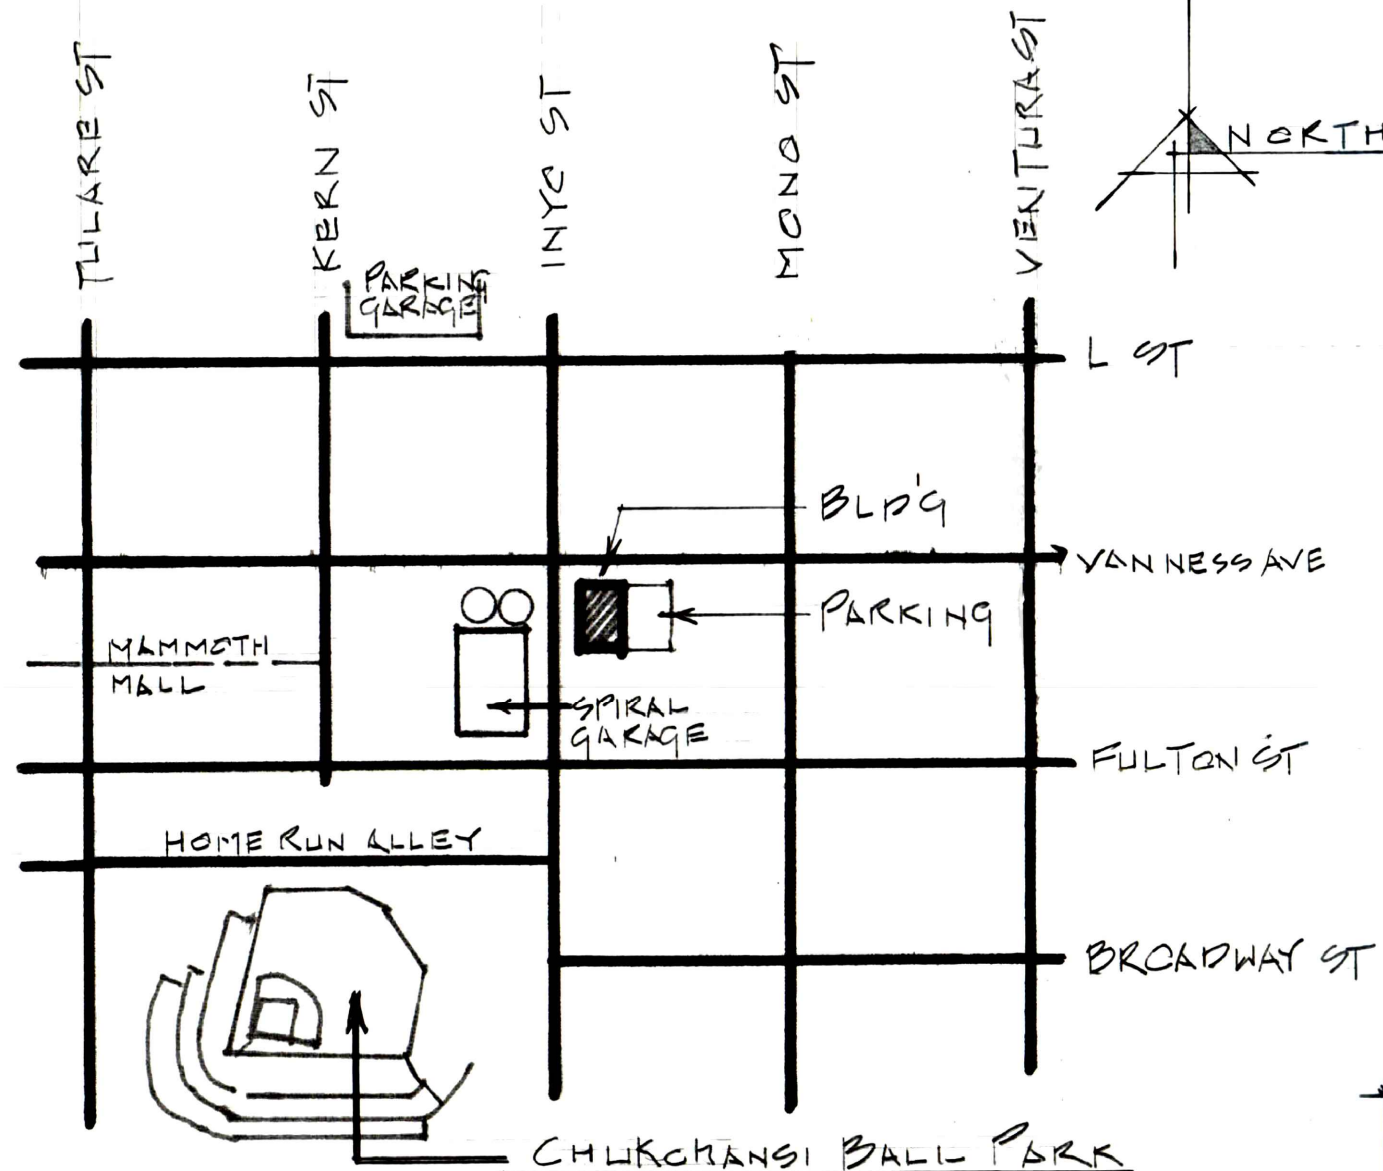 TULARE ST
KERN ST
INYO ST
MONO ST
VENTURA ST
NORTH
PARKING
GARAGE
L ST
BLD'G
VAN NESS AVE
PARKING
MAMMOTH
MALL
SPIRAL
GARAGE
FULTON ST
HOME RUN ALLEY
BROADWAY ST
CHUKCHANSI BALL PARK